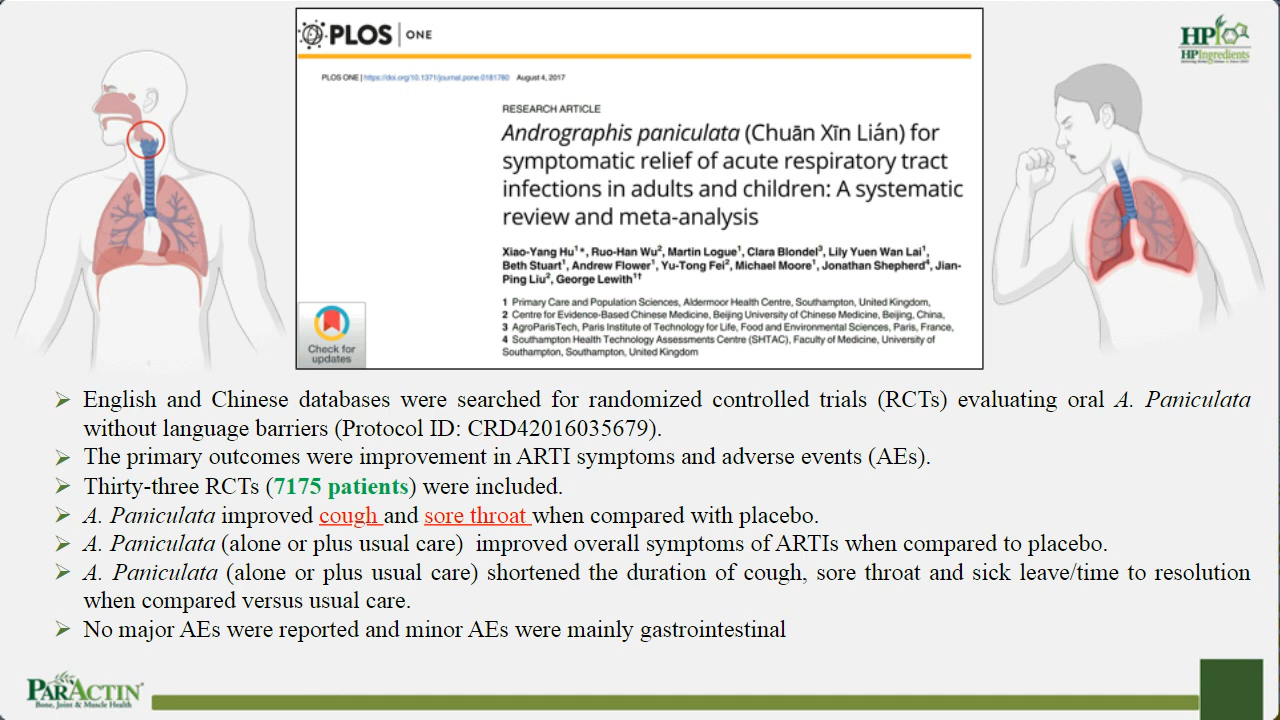 PLOS | ONE
HP
HPIngredients
PLOS ONE | https://doi.org/10.1371/journal.pone.0181780 August 4, 2017
RESEARCH ARTICLE
Andrographis paniculata (Chuān Xīn Lián) for
symptomatic relief of acute respiratory tract
infections in adults and children: A systematic
review and meta-analysis
Xiao-Yang Hu1*, Ruo-Han Wu2, Martin Logue1, Clara Blondel3, Lily Yuen Wan Lai1,
Beth Stuart1, Andrew Flower1, Yu-Tong Fei2, Michael Moore1, Jonathan Shepherd4, Jian-
Ping Liu2, George Lewith1†
1 Primary Care and Population Sciences, Aldermoor Health Centre, Southampton, United Kingdom,
2 Centre for Evidence-Based Chinese Medicine, Beijing University of Chinese Medicine, Beijing, China,
3 AgroParisTech, Paris Institute of Technology for Life, Food and Environmental Sciences, Paris, France,
4 Southampton Health Technology Assessments Centre (SHTAC), Faculty of Medicine, University of
Southampton, Southampton, United Kingdom
Check for
updates
➢ English and Chinese databases were searched for randomized controlled trials (RCTs) evaluating oral A. Paniculata
without language barriers (Protocol ID: CRD42016035679).
➢ The primary outcomes were improvement in ARTI symptoms and adverse events (AEs).
➢ Thirty-three RCTs (7175 patients) were included.
➢ A. Paniculata improved cough and sore throat when compared with placebo.
➢ A. Paniculata (alone or plus usual care) improved overall symptoms of ARTIs when compared to placebo.
➢ A. Paniculata (alone or plus usual care) shortened the duration of cough, sore throat and sick leave/time to resolution
when compared versus usual care.
➢ No major AEs were reported and minor AEs were mainly gastrointestinal
PARACTIN
Bone, Joint & Muscle Health